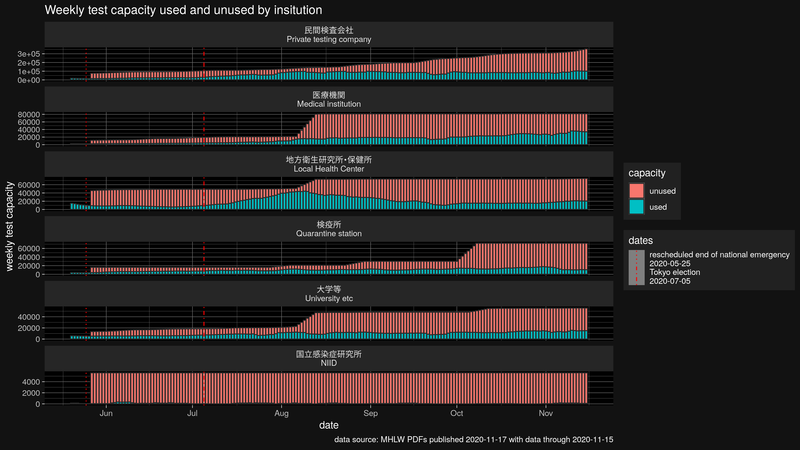 Weekly test capacity used and unused by insitution
民間検査会社
Private testing company
3e+05
2e+05
1e+05
0e+00
医療機関
Medical institution
80000
60000
40000
20000
0
地方衛生研究所・保健所
Local Health Center
60000
40000
20000
0
検疫所
Quarantine station
60000
40000
20000
0
大学等
University etc
40000
20000
0
国立感染症研究所
NIID
4000
2000
0
Jun Jul Aug Sep Oct Nov
date
weekly test capacity
capacity
unused
used
dates
rescheduled end of national emergency
2020-05-25
Tokyo election
2020-07-05
data source: MHLW PDFs published 2020-11-17 with data through 2020-11-15